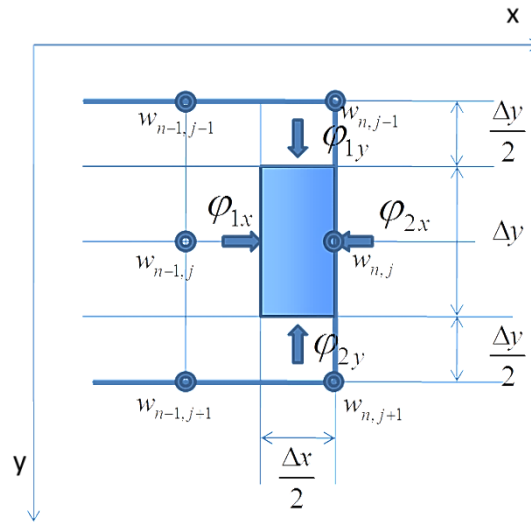 x
w_{n-1,j-1}
w_{n,j-1}
Δy/2
φ_{1y}
φ_{1x}
φ_{2x}
Δy
w_{n-1,j}
w_{n,j}
φ_{2y}
Δy/2
w_{n-1,j+1}
w_{n,j+1}
y
Δx/2